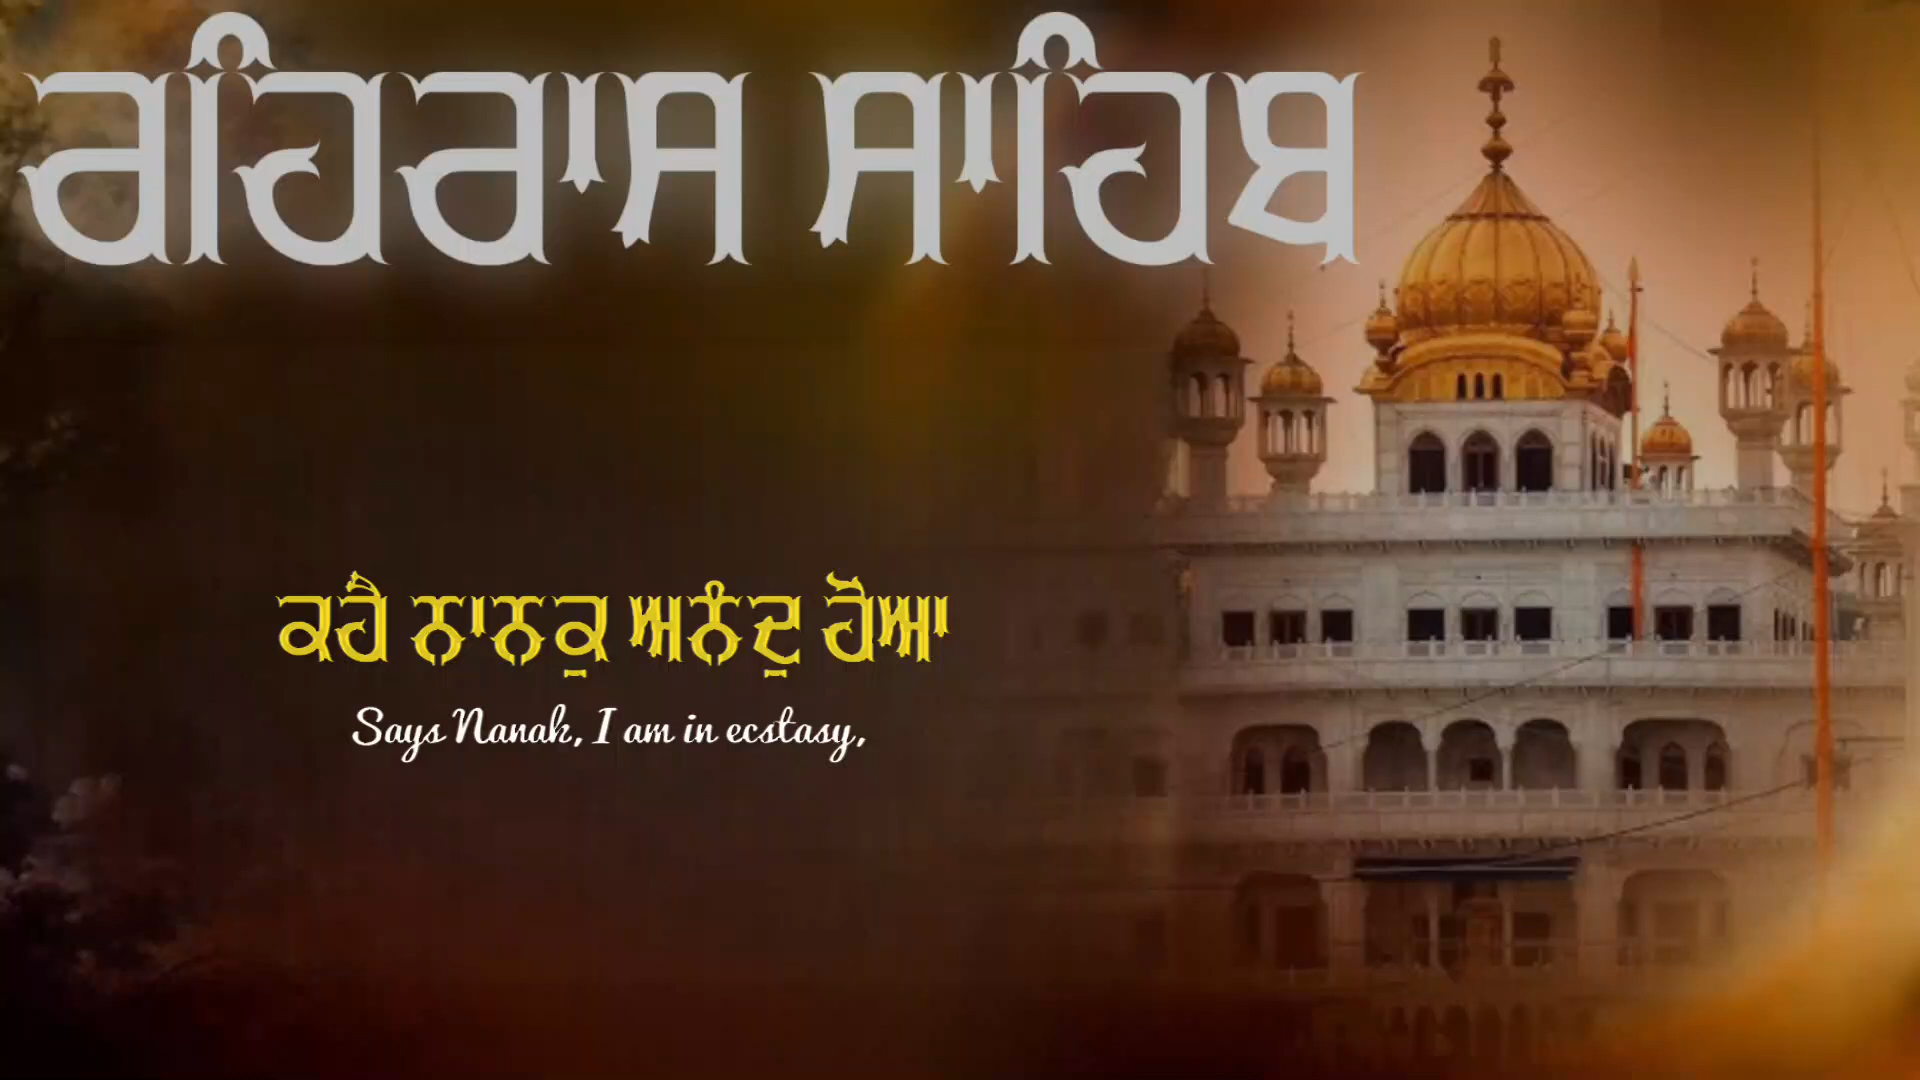 ਰਹਿਰਾਸ ਸਾਹਿਬ
ਕਹੈ ਨਾਨਕੁ ਅਨੰਦੁ ਹੋਆ
Says Nanak, I am in ecstasy,